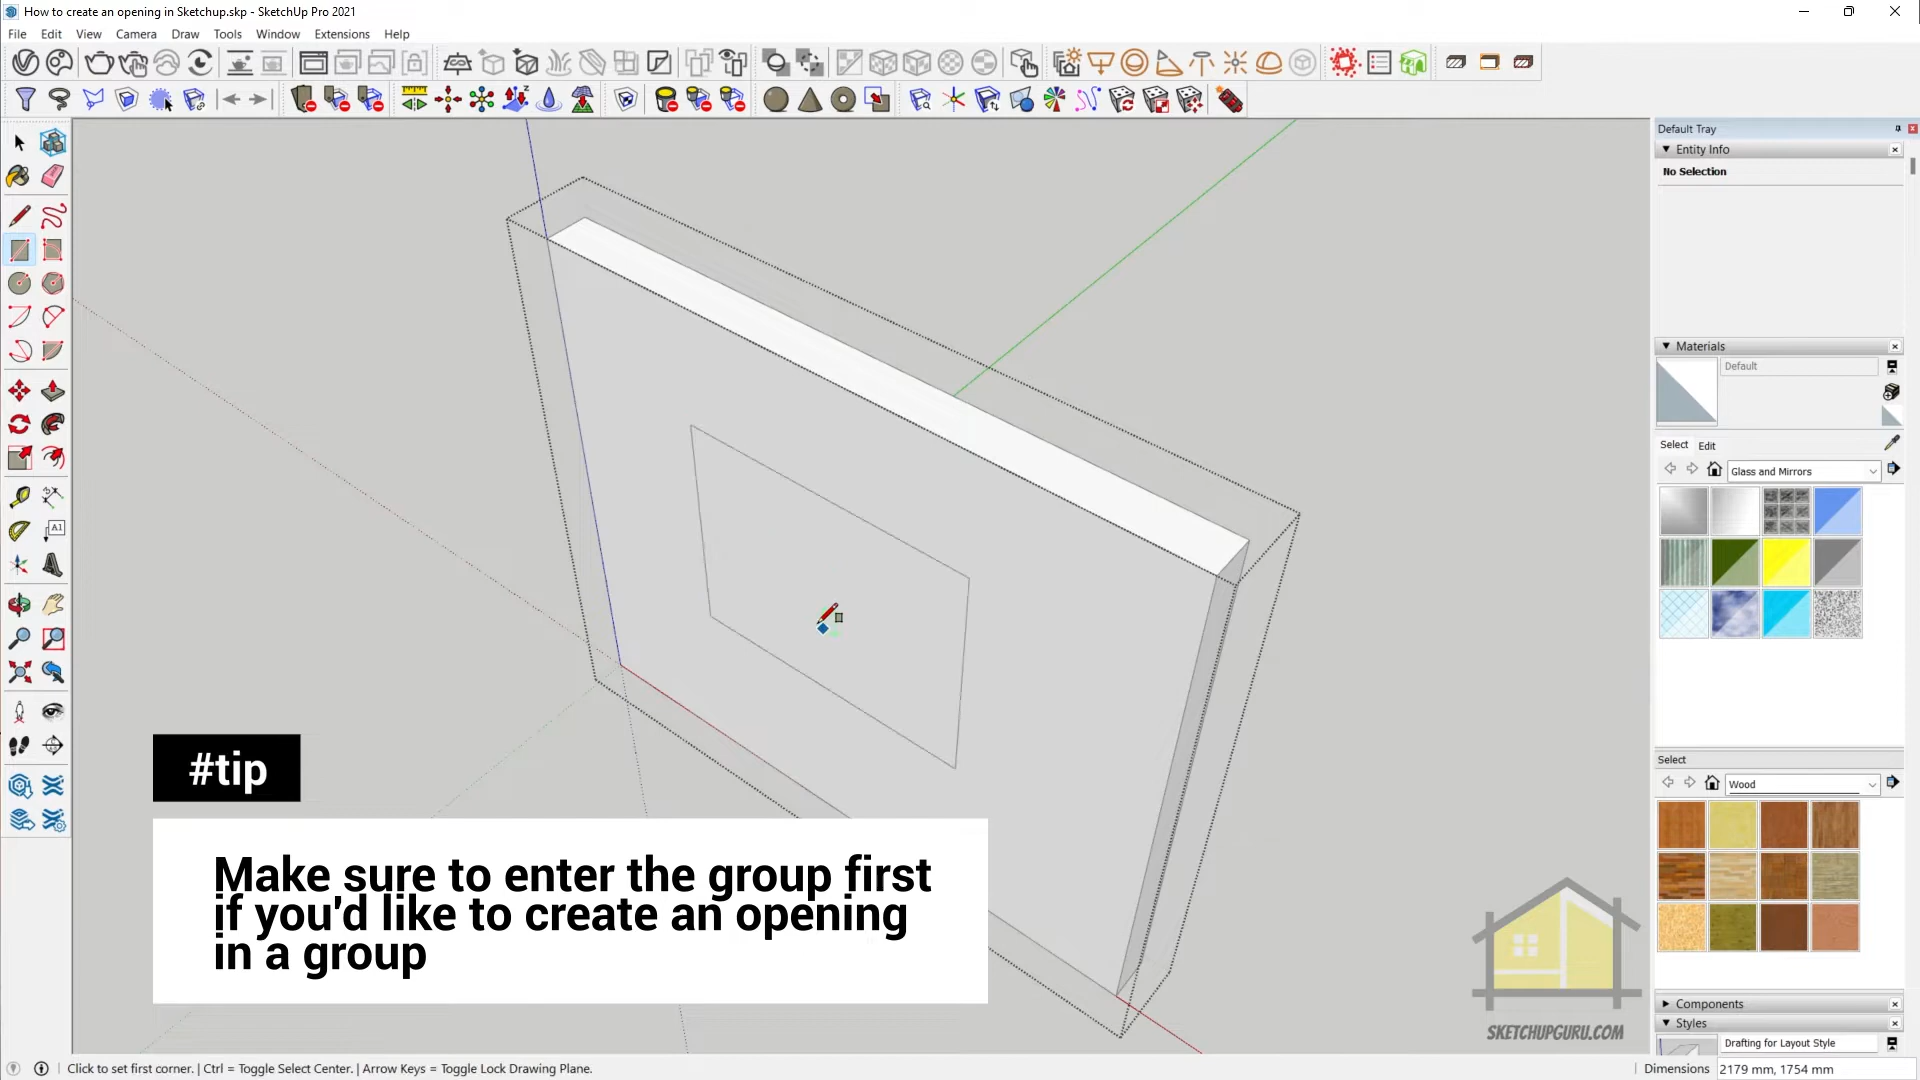 How to create an opening in Sketchup.skp - SketchUp Pro 2021
File Edit View Camera Draw Tools Window Extensions Help
Default Tray
Entity Info
No Selection
Materials
Default
Select Edit
Glass and Mirrors
A1
#tip
Make sure to enter the group first
if you'd like to create an opening
in a group
Select
Wood
Components
Styles
Drafting for Layout Style
SKETCHUPGURU.COM
Click to set first corner. | Ctrl = Toggle Select Center. | Arrow Keys = Toggle Lock Drawing Plane.
Dimensions 2179 mm, 1754 mm